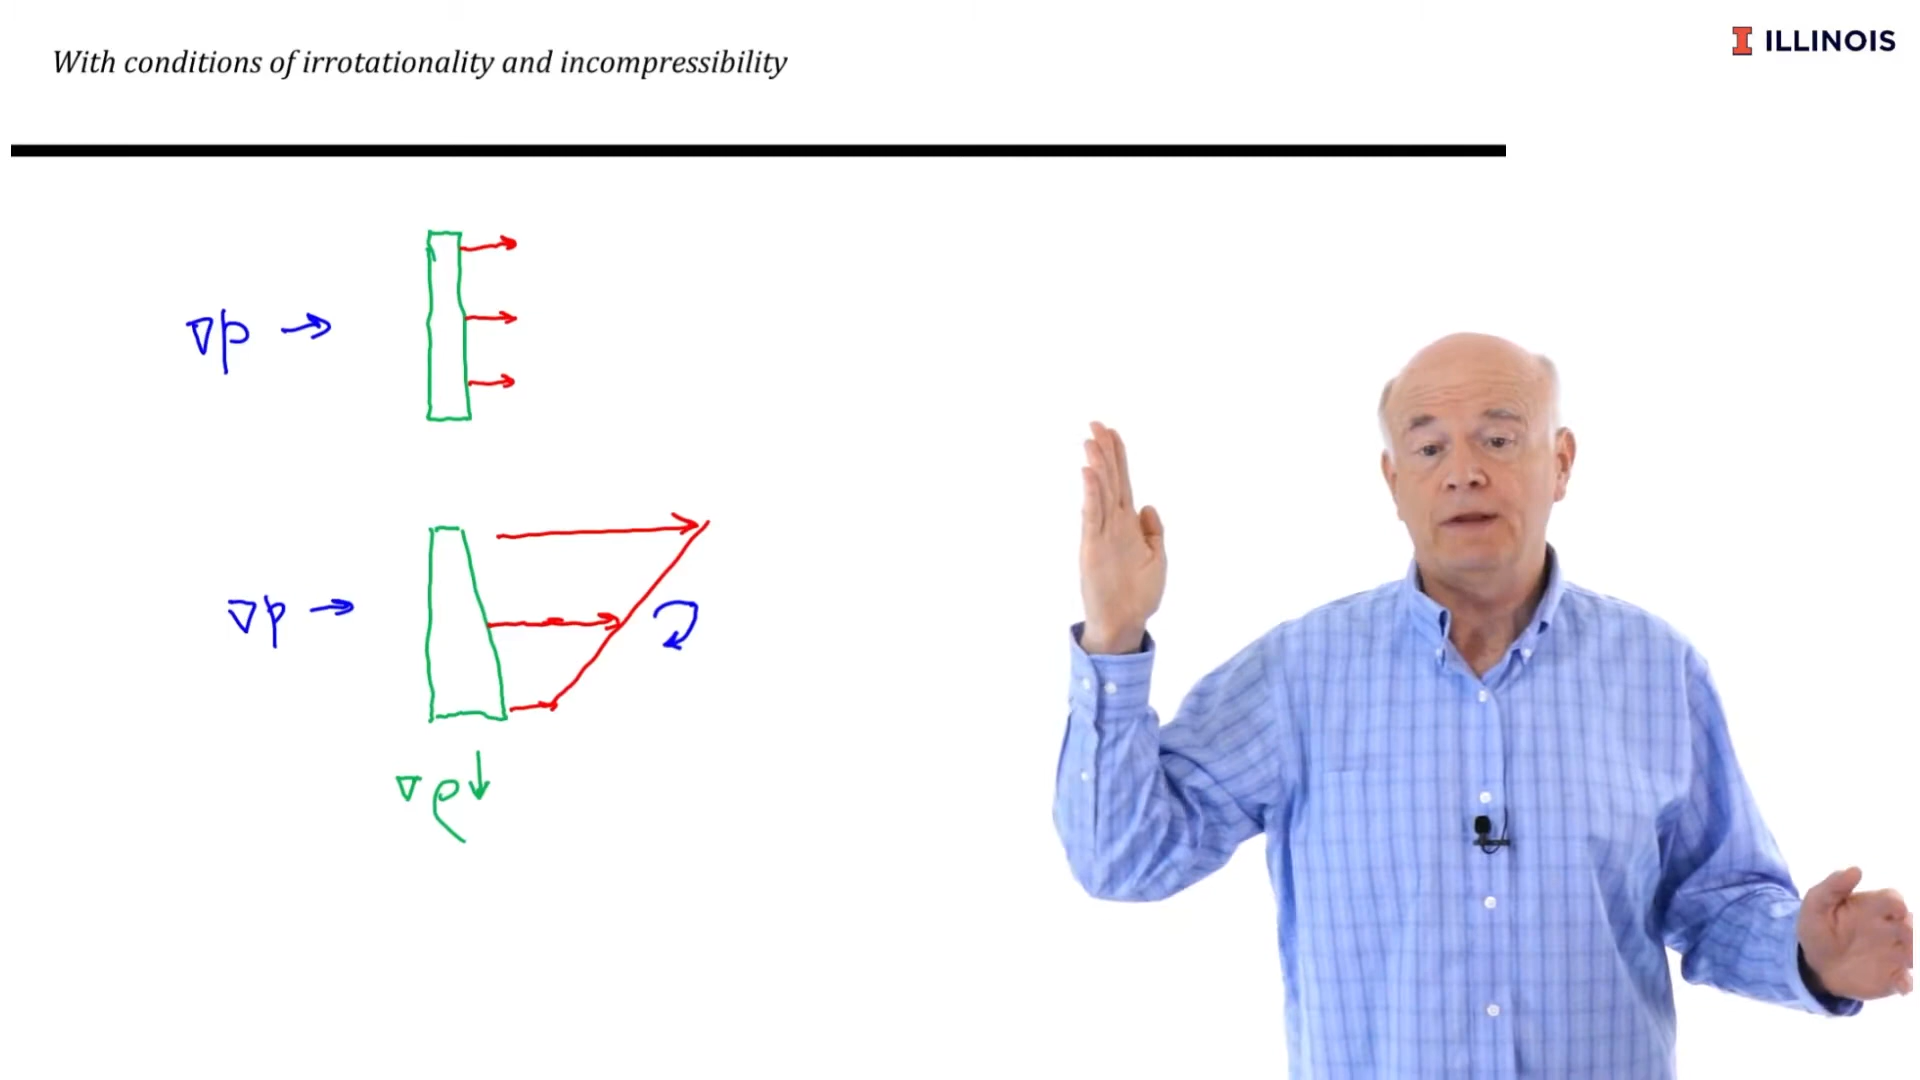 With conditions of irrotationality and incompressibility
I ILLINOIS
∇p →
∇p →
∇ρ↓